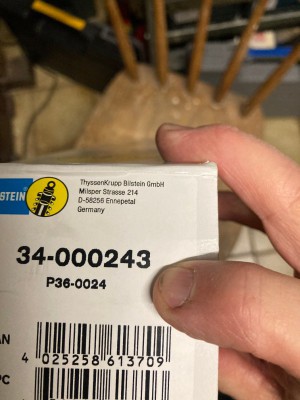 STEIN
ThyssenKrupp Bilstein GmbH
Milsper Strasse 214
D-58256 Ennepetal
Germany
34-000243
P36-0024
AN
4 025258 613709
PC